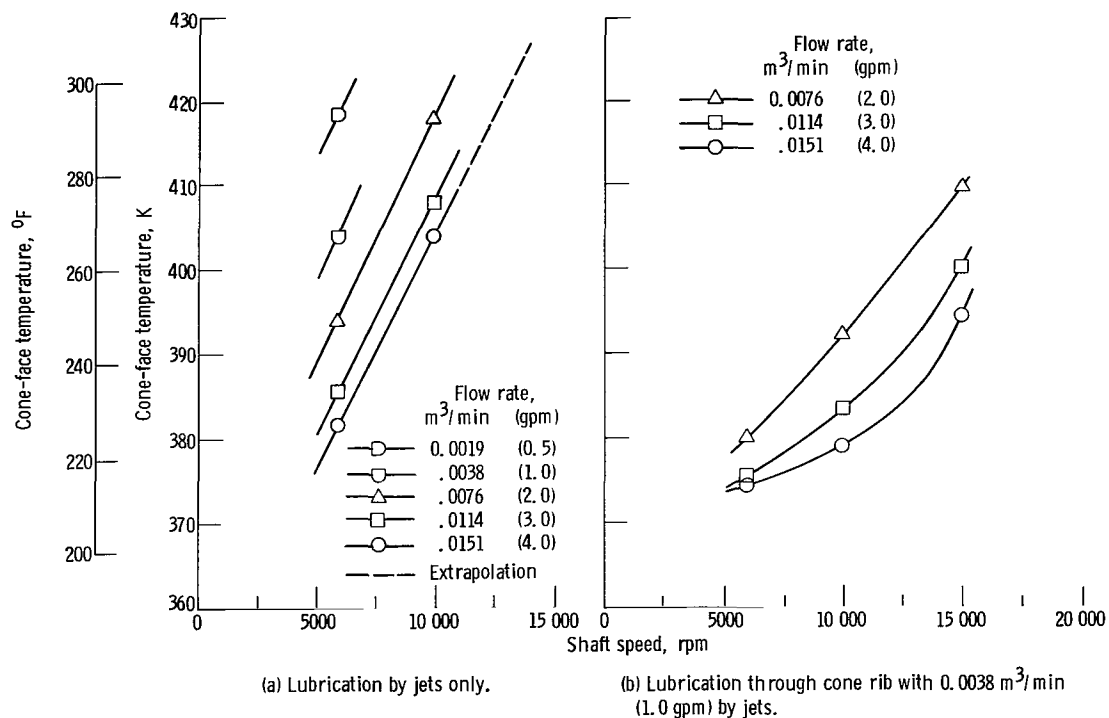 Cone-face temperature, °F
300
280
260
240
220
200
Cone-face temperature, K
430
420
410
400
390
380
370
360
0
5000
10 000
15 000
Flow rate,
m³/min (gpm)
0.0019 (0.5)
.0038 (1.0)
.0076 (2.0)
.0114 (3.0)
.0151 (4.0)
Extrapolation
(a) Lubrication by jets only.
Flow rate,
m³/min (gpm)
0.0076 (2.0)
.0114 (3.0)
.0151 (4.0)
0
5000
10 000
15 000
20 000
Shaft speed, rpm
(b) Lubrication through cone rib with 0.0038 m³/min
(1.0 gpm) by jets.